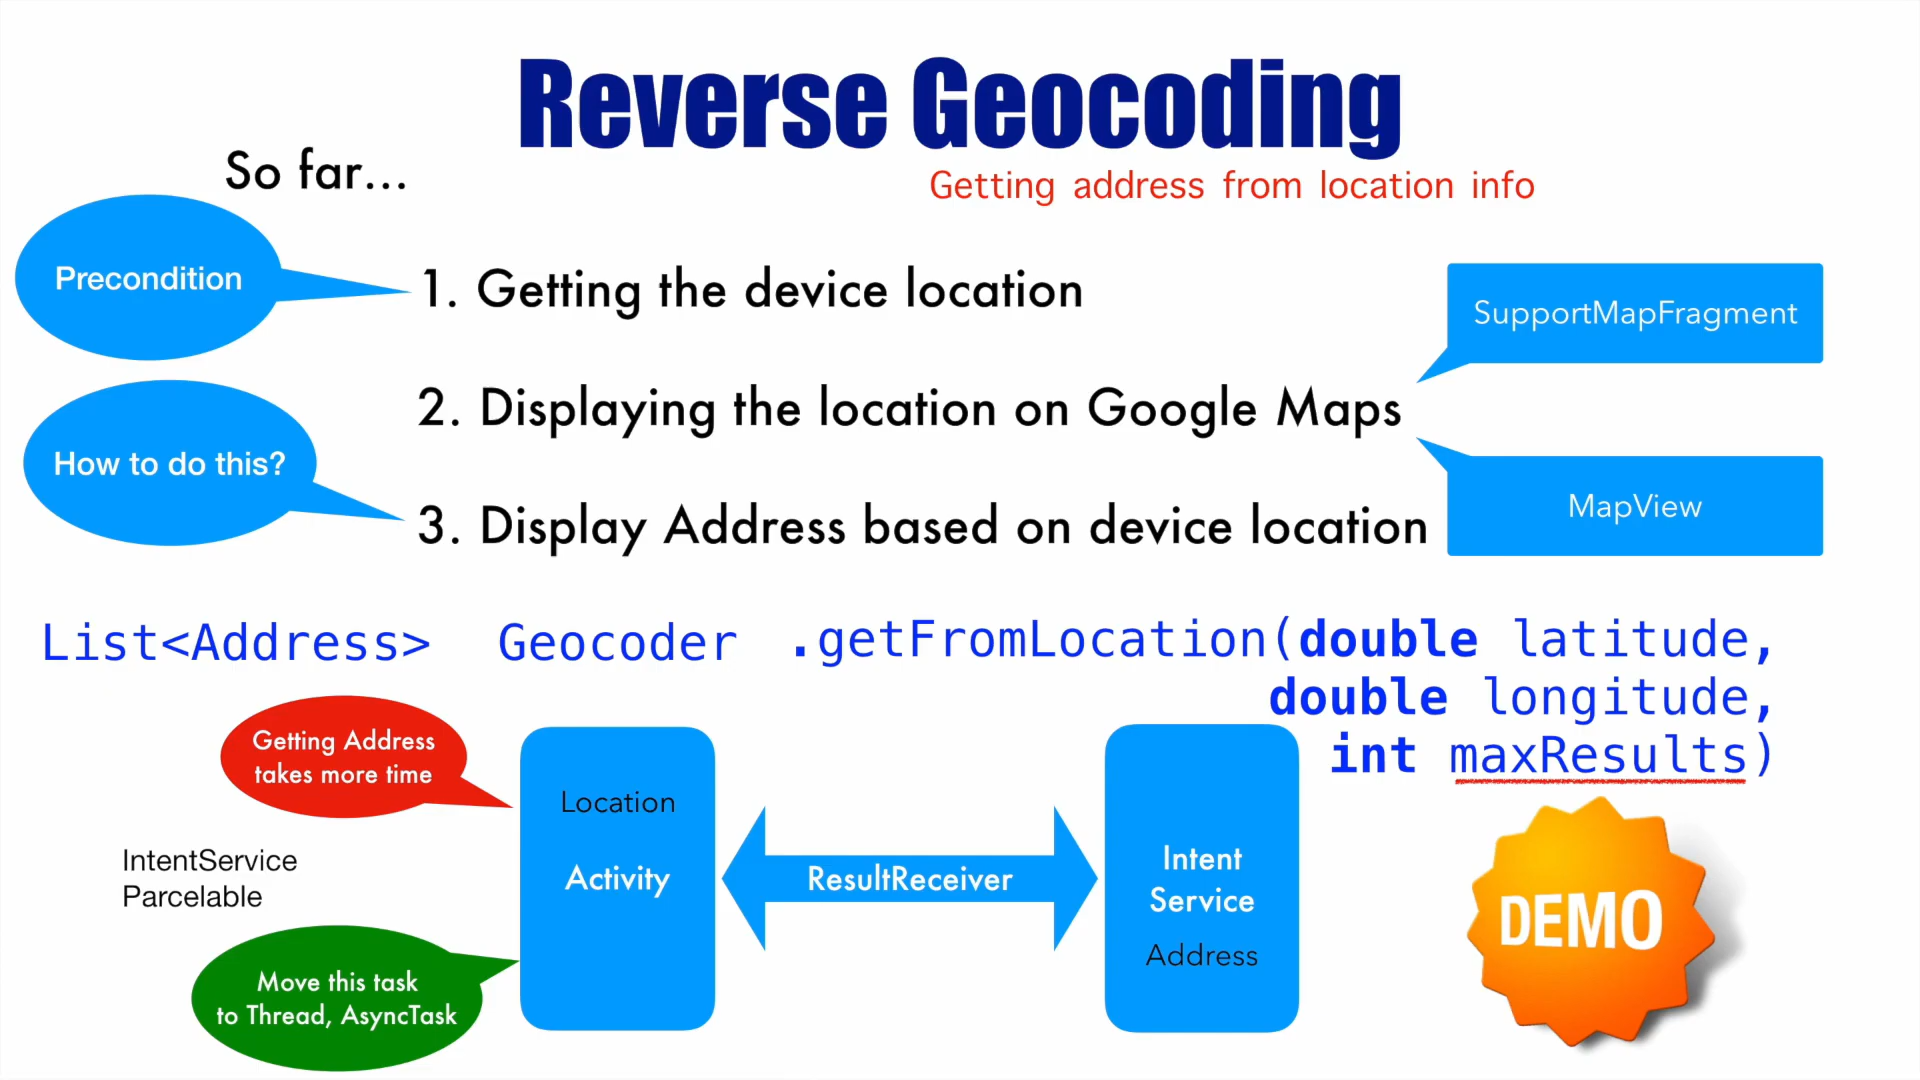 Reverse Geocoding
So far...
Getting address from location info
Precondition
1. Getting the device location
SupportMapFragment
2. Displaying the location on Google Maps
How to do this?
MapView
3. Display Address based on device location
List<Address> Geocoder .getFromLocation(double latitude,
double longitude,
int maxResults)
Getting Address
takes more time
Location
Activity
IntentService
Parcelable
ResultReceiver
Intent
Service
Address
DEMO
Move this task
to Thread, AsyncTask